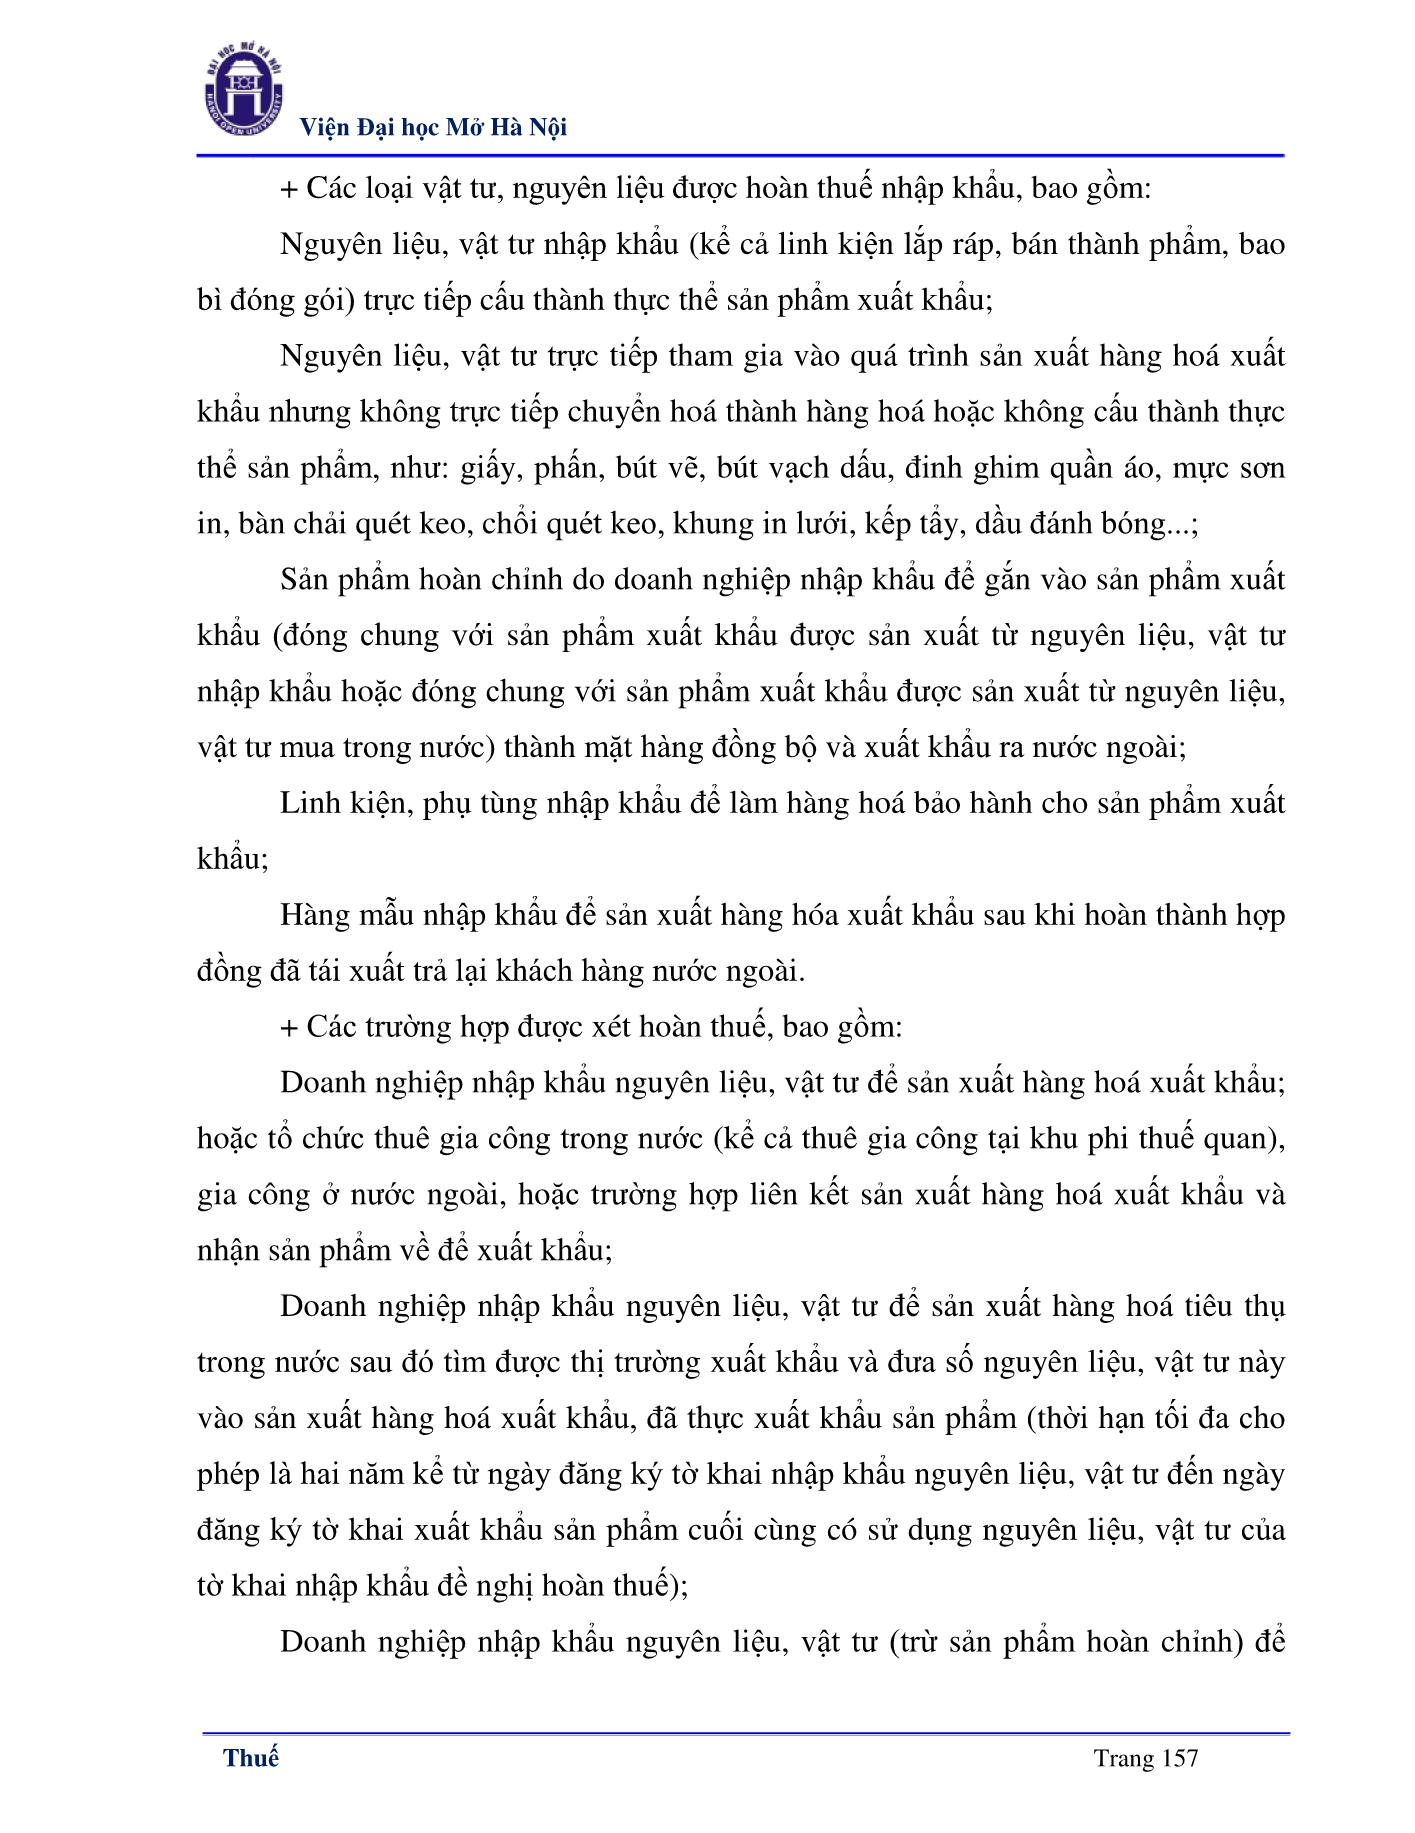 ĐẠI HỌC MỞ HÀ NỘI
HANOI OPEN UNIVERSITY
Viện Đại học Mở Hà Nội
+ Các loại vật tư, nguyên liệu được hoàn thuế nhập khẩu, bao gồm:
Nguyên liệu, vật tư nhập khẩu (kể cả linh kiện lắp ráp, bán thành phẩm, bao
bì đóng gói) trực tiếp cấu thành thực thể sản phẩm xuất khẩu;
Nguyên liệu, vật tư trực tiếp tham gia vào quá trình sản xuất hàng hoá xuất
khẩu nhưng không trực tiếp chuyển hoá thành hàng hoá hoặc không cấu thành thực
thể sản phẩm, như: giấy, phấn, bút vẽ, bút vạch dấu, đinh ghim quần áo, mực sơn
in, bàn chải quét keo, chổi quét keo, khung in lưới, kếp tẩy, dầu đánh bóng...;
Sản phẩm hoàn chỉnh do doanh nghiệp nhập khẩu để gắn vào sản phẩm xuất
khẩu (đóng chung với sản phẩm xuất khẩu được sản xuất từ nguyên liệu, vật tư
nhập khẩu hoặc đóng chung với sản phẩm xuất khẩu được sản xuất từ nguyên liệu,
vật tư mua trong nước) thành mặt hàng đồng bộ và xuất khẩu ra nước ngoài;
Linh kiện, phụ tùng nhập khẩu để làm hàng hoá bảo hành cho sản phẩm xuất
khẩu;
Hàng mẫu nhập khẩu để sản xuất hàng hóa xuất khẩu sau khi hoàn thành hợp
đồng đã tái xuất trả lại khách hàng nước ngoài.
+ Các trường hợp được xét hoàn thuế, bao gồm:
Doanh nghiệp nhập khẩu nguyên liệu, vật tư để sản xuất hàng hoá xuất khẩu;
hoặc tổ chức thuê gia công trong nước (kể cả thuê gia công tại khu phi thuế quan),
gia công ở nước ngoài, hoặc trường hợp liên kết sản xuất hàng hoá xuất khẩu và
nhận sản phẩm về để xuất khẩu;
Doanh nghiệp nhập khẩu nguyên liệu, vật tư để sản xuất hàng hoá tiêu thụ
trong nước sau đó tìm được thị trường xuất khẩu và đưa số nguyên liệu, vật tư này
vào sản xuất hàng hoá xuất khẩu, đã thực xuất khẩu sản phẩm (thời hạn tối đa cho
phép là hai năm kể từ ngày đăng ký tờ khai nhập khẩu nguyên liệu, vật tư đến ngày
đăng ký tờ khai xuất khẩu sản phẩm cuối cùng có sử dụng nguyên liệu, vật tư của
tờ khai nhập khẩu đề nghị hoàn thuế);
Doanh nghiệp nhập khẩu nguyên liệu, vật tư (trừ sản phẩm hoàn chỉnh) để
Thuế
Trang 157